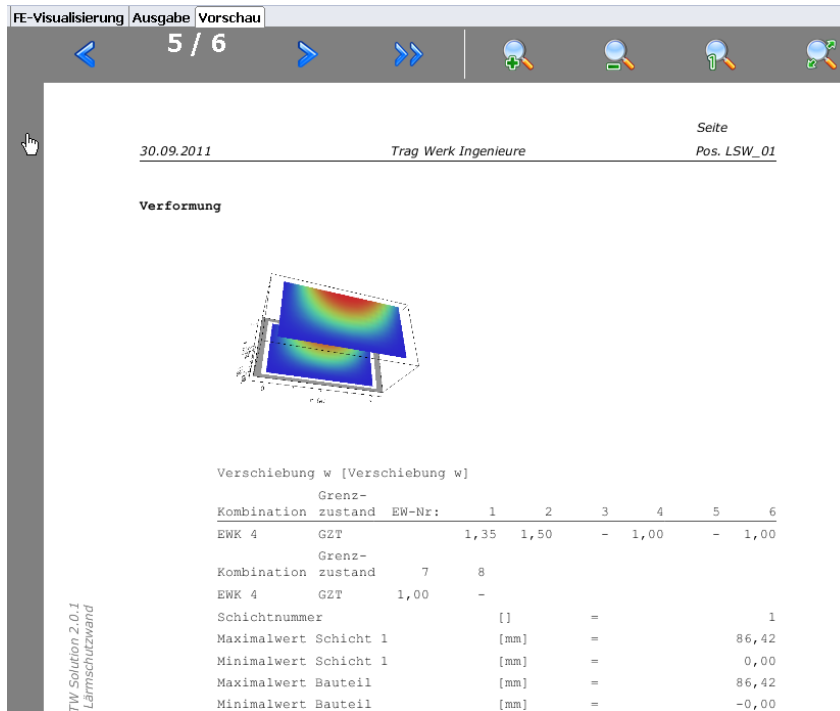 FE-Visualisierung Ausgabe Vorschau
5 / 6
Seite
30.09.2011 Trag Werk Ingenieure Pos. LSW_01
Verformung
Verschiebung w [Verschiebung w]
Grenz-
Kombination zustand EW-Nr: 1 2 3 4 5 6
EWK 4 GZT 1,35 1,50 - 1,00 - 1,00
Grenz-
Kombination zustand 7 8
EWK 4 GZT 1,00 -
Schichtnummer [] = 1
Maximalwert Schicht 1 [mm] = 86,42
Minimalwert Schicht 1 [mm] = 0,00
Maximalwert Bauteil [mm] = 86,42
Minimalwert Bauteil [mm] = -0,00
TW Solution 2.0.1
Lärmschutzwand